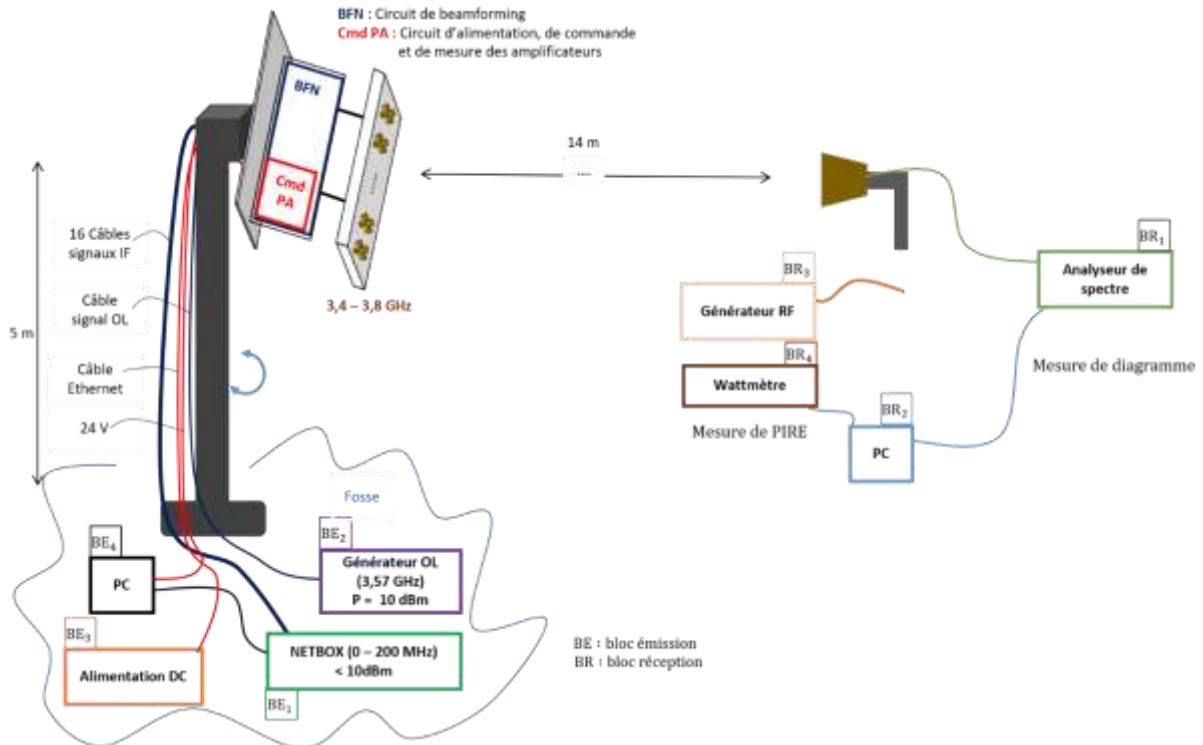 BFN : Circuit de beamforming
Cmd PA : Circuit d'alimentation, de commande
et de mesure des amplificateurs
BFN
Cmd
PA
14 m
3,4 – 3,8 GHz
16 Câbles
signaux IF
Câble
signal OL
Câble
Ethernet
24 V
5 m
BR1
Analyseur de
spectre
BR3
Générateur RF
BR4
Wattmètre
Mesure de diagramme
Mesure de PIRE
BR2
PC
Fosse
BE2
Générateur OL
(3,57 GHz)
P = 10 dBm
BE4
PC
BE3
Alimentation DC
NETBOX (0 – 200 MHz)
< 10dBm
BE1
BE : bloc émission
BR : bloc réception